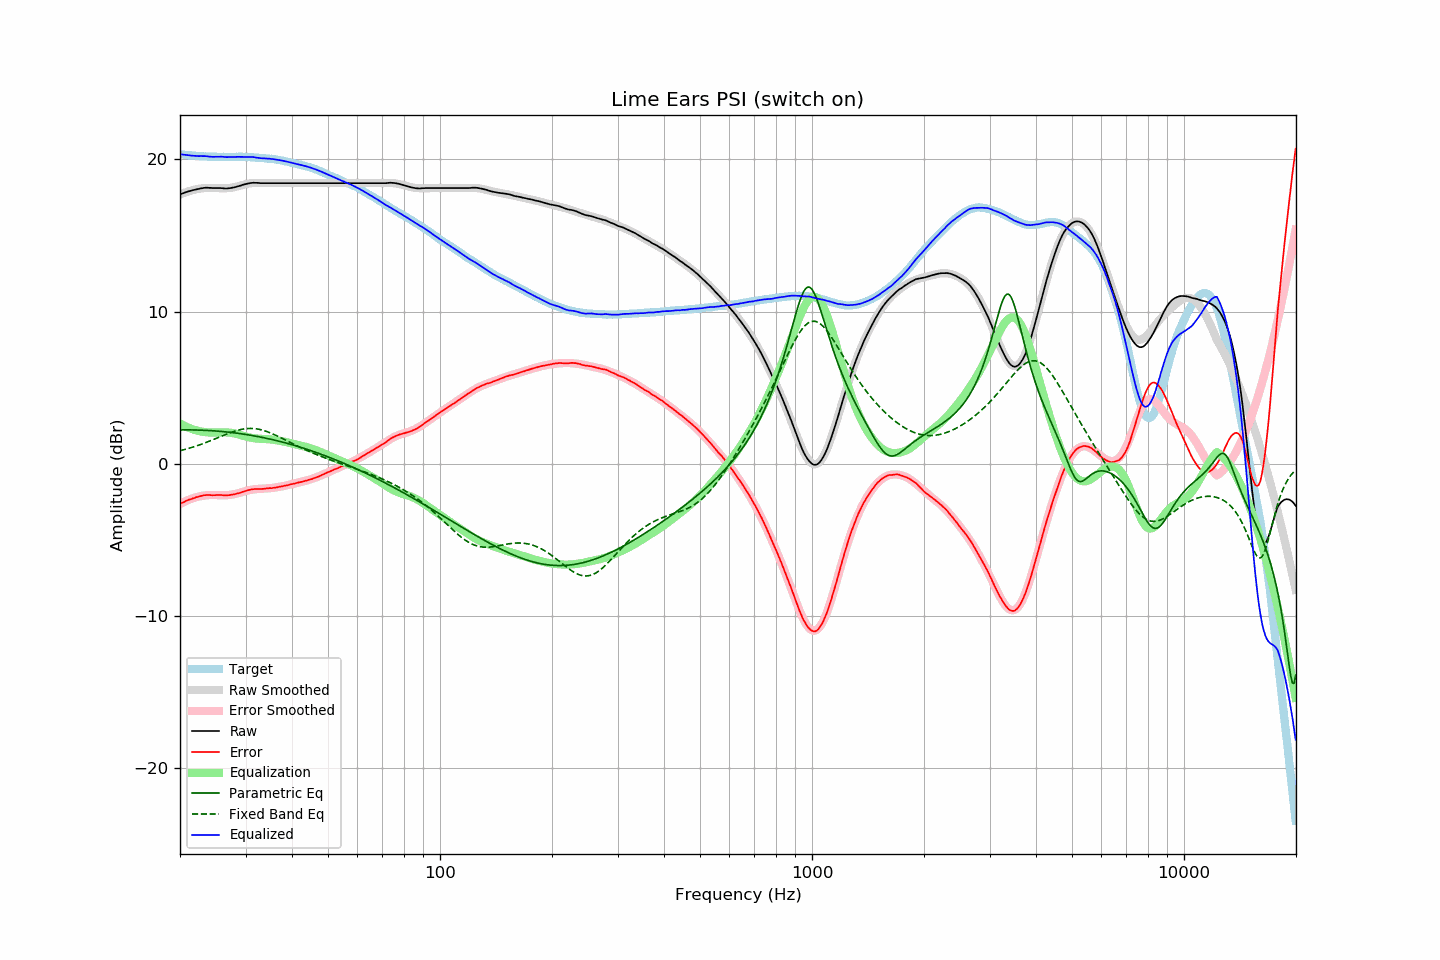 Lime Ears PSI (switch on)
20
10
0
−10
−20
Amplitude (dBr)
Target
Raw Smoothed
Error Smoothed
Raw
Error
Equalization
Parametric Eq
Fixed Band Eq
Equalized
100
1000
10000
Frequency (Hz)